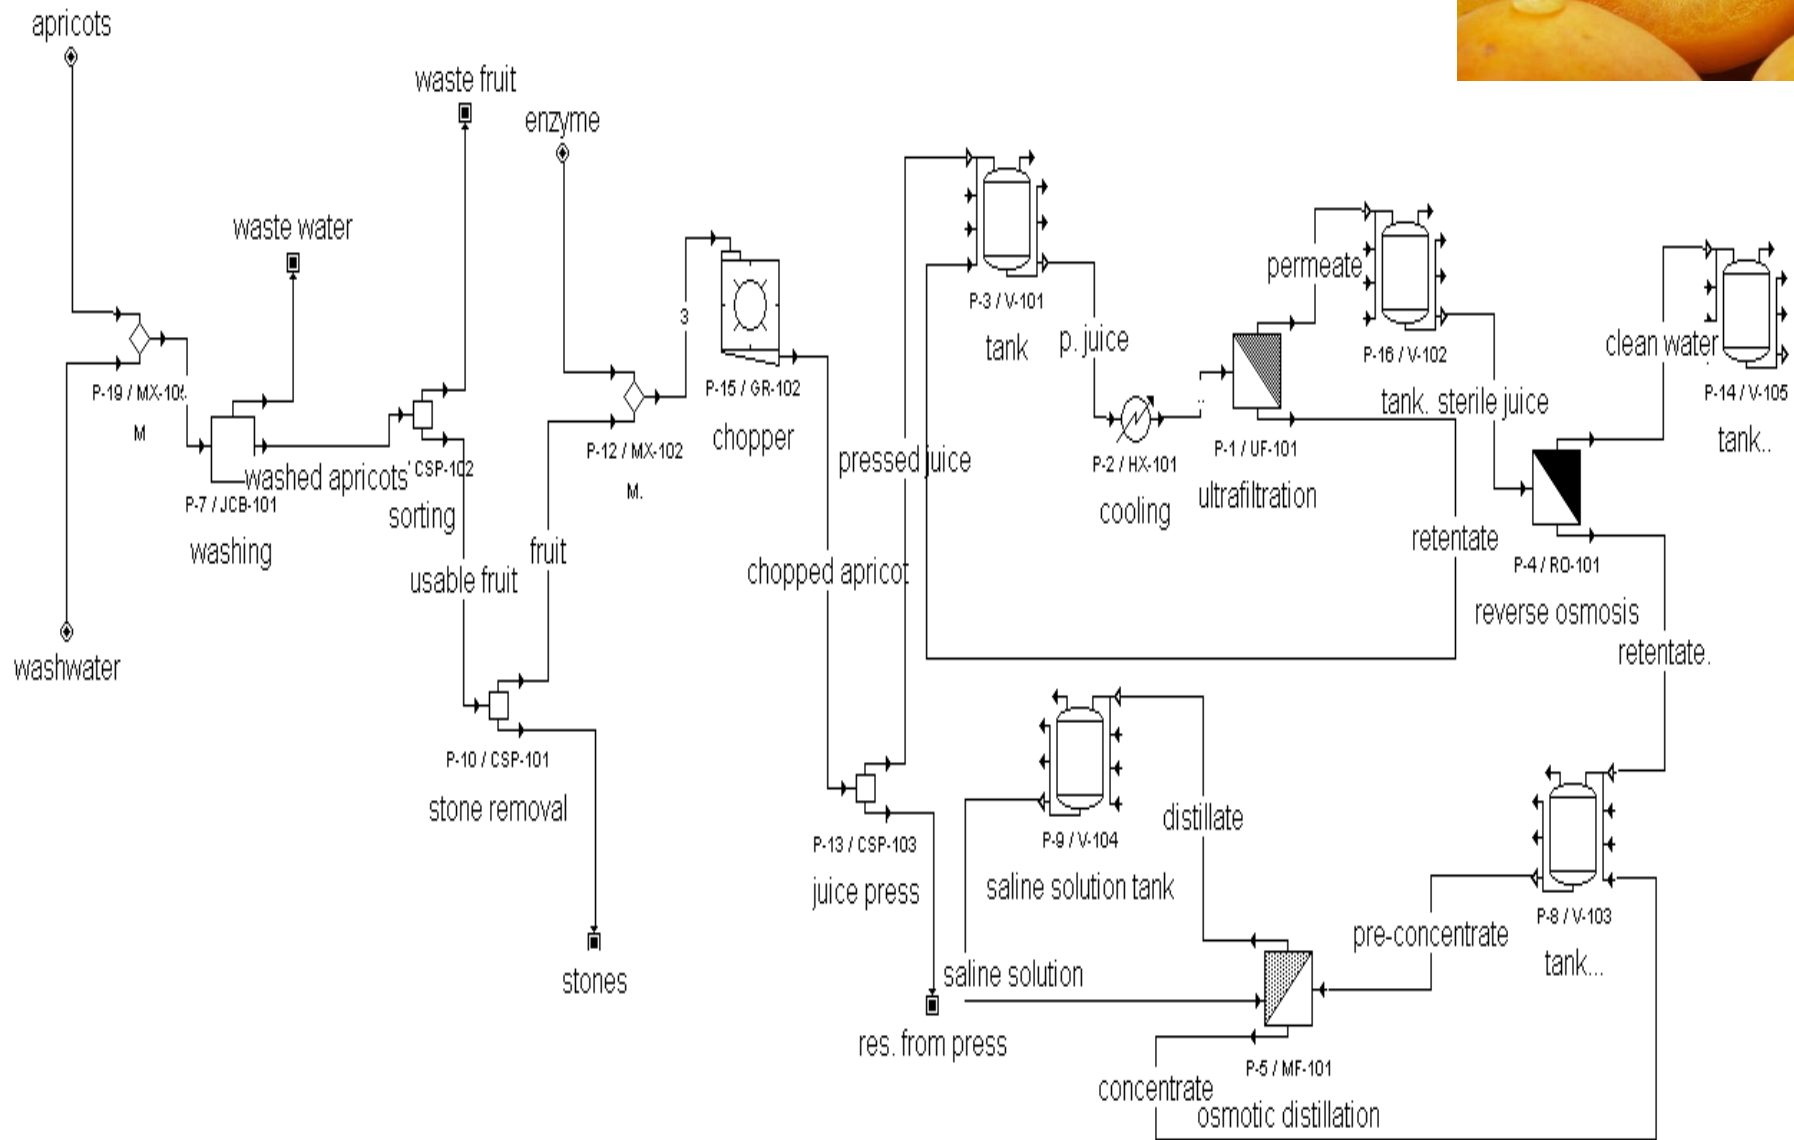 apricots
waste fruit
enzyme
waste water
washwater
P-19 / MX-10
M
P-7 / JCB-101
washing
washed apricots
CSP-102
sorting
usable fruit
fruit
P-10 / CSP-101
stone removal
stones
P-12 / MX-102
M.
3
P-15 / GR-102
chopper
chopped apricot
pressed juice
P-13 / CSP-103
juice press
res. from press
P-3 / V-101
tank
p. juice
P-2 / HX-101
cooling
P-1 / UF-101
ultrafiltration
permeate
retentate
P-16 / V-102
tank. sterile juice
P-4 / RO-101
reverse osmosis
clean water
P-14 / V-105
tank..
retentate.
P-8 / V-103
tank...
pre-concentrate
P-9 / V-104
saline solution tank
distillate
saline solution
P-5 / MF-101
osmotic distillation
concentrate